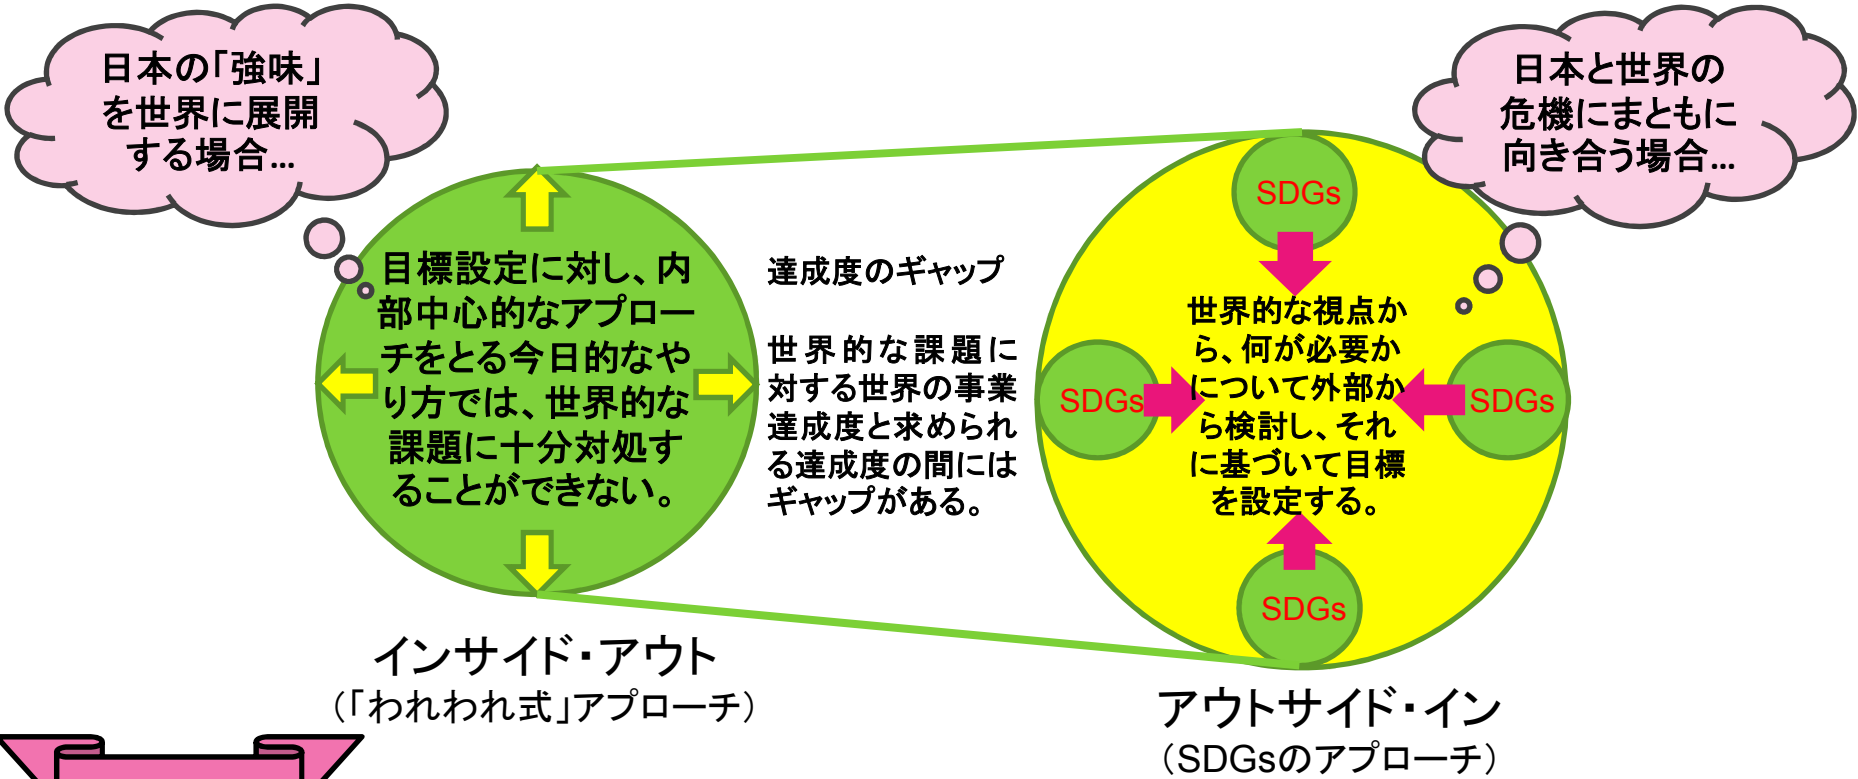 日本の「強味」
を世界に展開
する場合…
日本と世界の
危機にまともに
向き合う場合…
目標設定に対し、内
部中心的なアプロー
チをとる今日的なや
り方では、世界的な
課題に十分対処す
ることができない。
達成度のギャップ
世界的な課題に
対する世界の事業
達成度と求められ
る達成度の間には
ギャップがある。
SDGs
SDGs
SDGs
SDGs
世界的な視点か
ら、何が必要か
について外部か
ら検討し、それ
に基づいて目標
を設定する。
インサイド・アウト
（「われわれ式」アプローチ）
アウトサイド・イン
（SDGsのアプローチ）